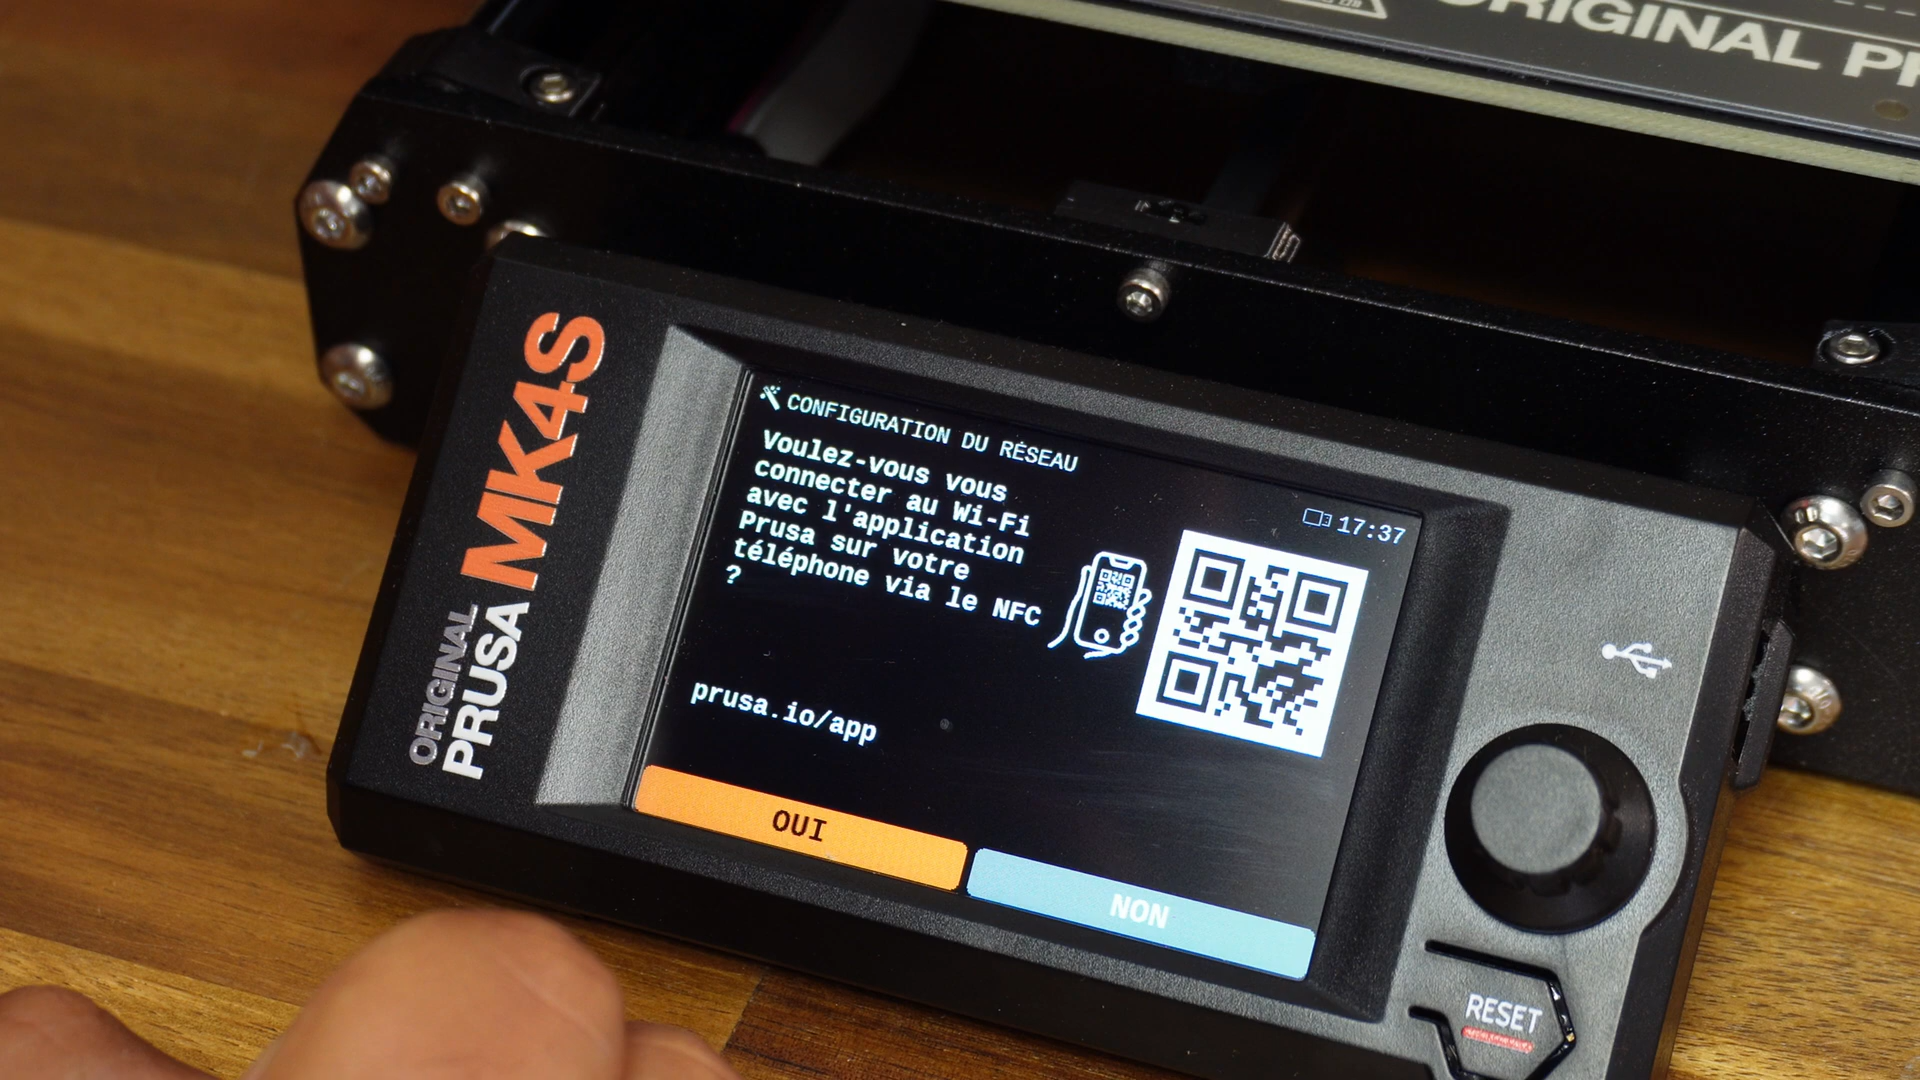 ORIGINAL PR
ORIGINAL
PRUSA MK4S
CONFIGURATION DU RÉSEAU
17:37
Voulez-vous vous
connecter au Wi-Fi
avec l'application
Prusa sur votre
téléphone via le NFC
?
prusa.io/app
OUI
NON
RESET